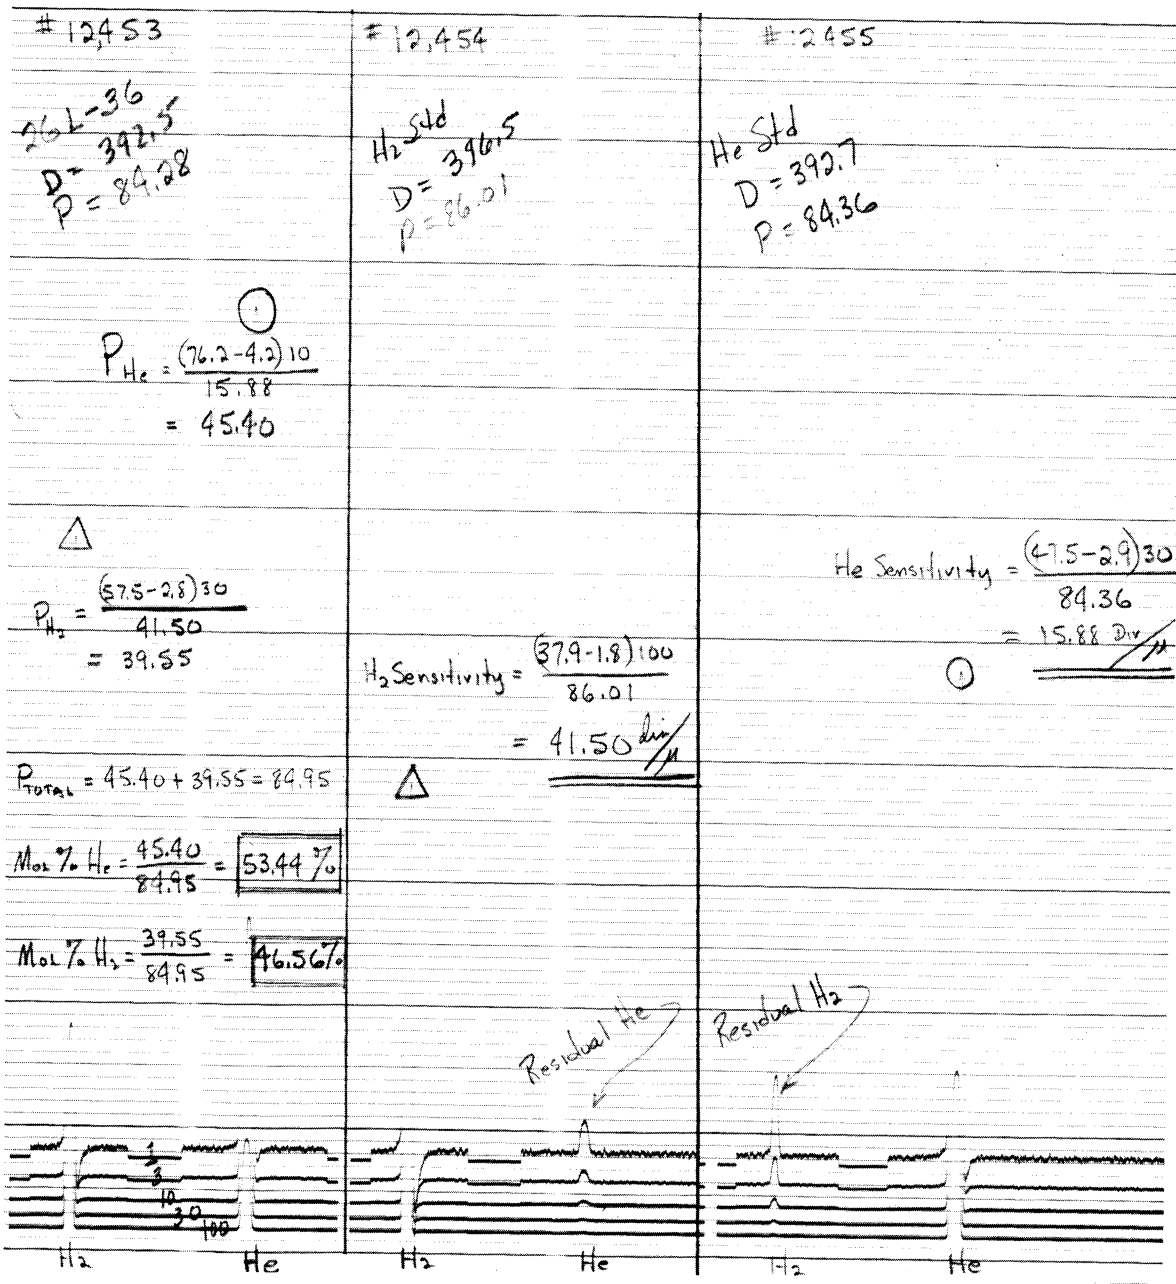 # 12,453
26L-36
D = 392.5
P = 84.28
P_He = (76.2-4.2)10 / 15.88
= 45.40
P_H2 = (57.5-2.8)30 / 41.50
= 39.55
P_TOTAL = 45.40 + 39.55 = 84.95
Mol % He = 45.40 / 84.95 = 53.44 %
Mol % H2 = 39.55 / 84.95 = 46.56%
1
3
10
30
100
H2 He
# 12,454
H2 Std
D = 396.5
P = 86.01
H2 Sensitivity = (37.9-1.8)100 / 86.01
= 41.50 div/μ
Residual He
H2 He
# 12455
He Std
D = 392.7
P = 84.36
He Sensitivity = (47.5-2.9)30 / 84.36
= 15.88 Div/μ
Residual H2
H2 He